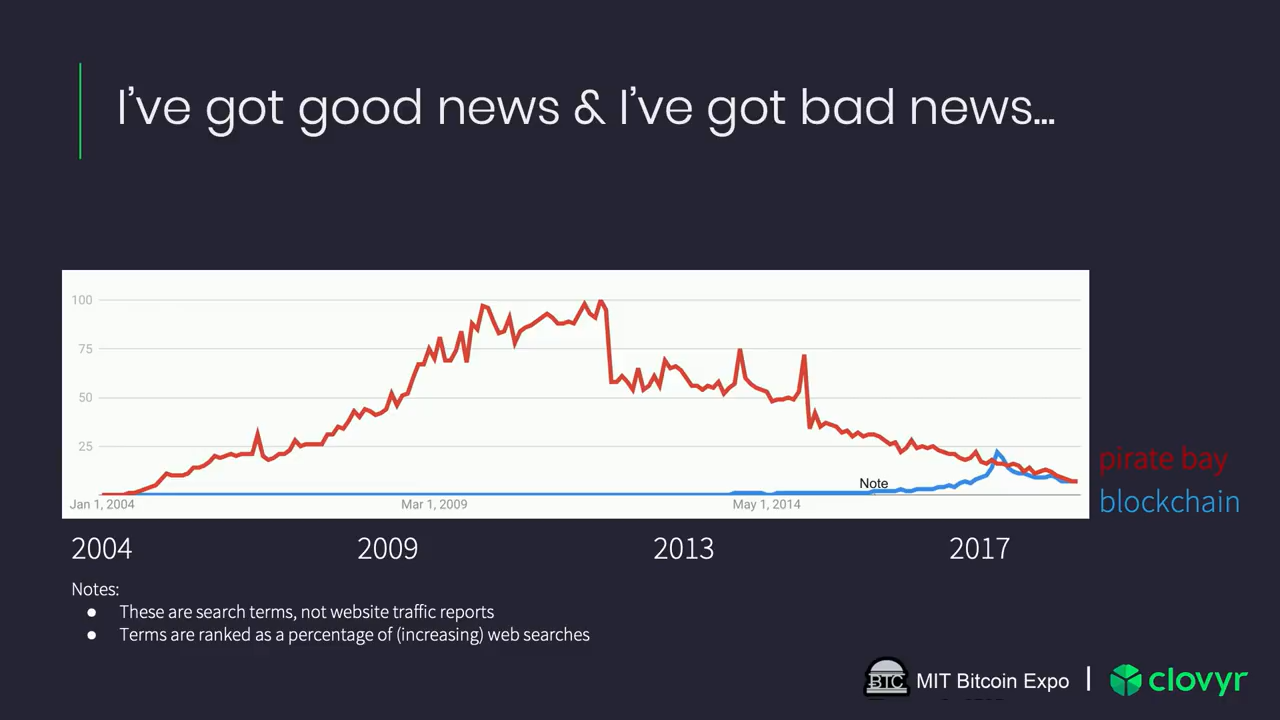 I've got good news & I've got bad news...
100
75
50
25
Note
Jan 1, 2004 Mar 1, 2009 May 1, 2014
pirate bay
blockchain
2004 2009 2013 2017
Notes:
● These are search terms, not website traffic reports
● Terms are ranked as a percentage of (increasing) web searches
BTC MIT Bitcoin Expo | clovyr